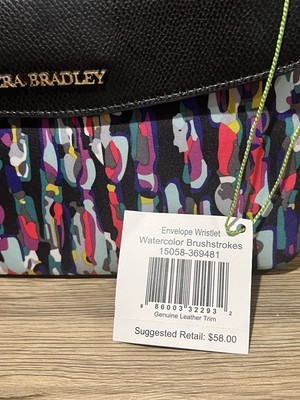 RA BRADLEY
Envelope Wristlet
Watercolor Brushstrokes
15058-369481
8 86003 32293 2
Genuine Leather Trim
Suggested Retail: $58.00